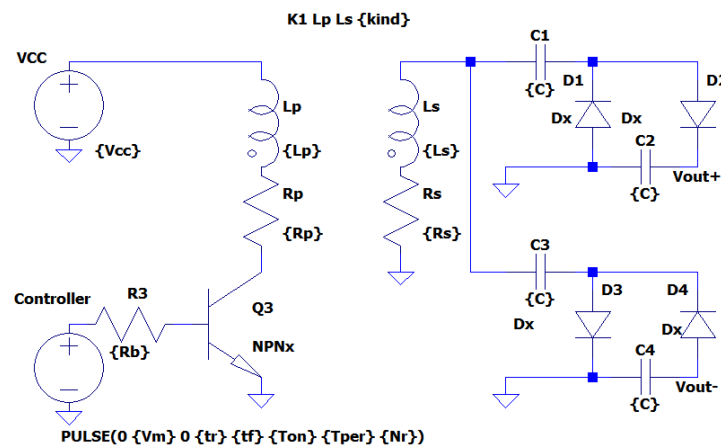 K1 Lp Ls {kind}
VCC
{Vcc}
Lp
{Lp}
Rp
{Rp}
Ls
{Ls}
Rs
{Rs}
C1
{C}
D1
Dx
D2
Dx
C2
{C}
Vout+
C3
{C}
D3
Dx
D4
Dx
C4
{C}
Vout-
Controller
R3
{Rb}
Q3
NPNx
PULSE(0 {Vm} 0 {tr} {tf} {Ton} {Tper} {Nr})